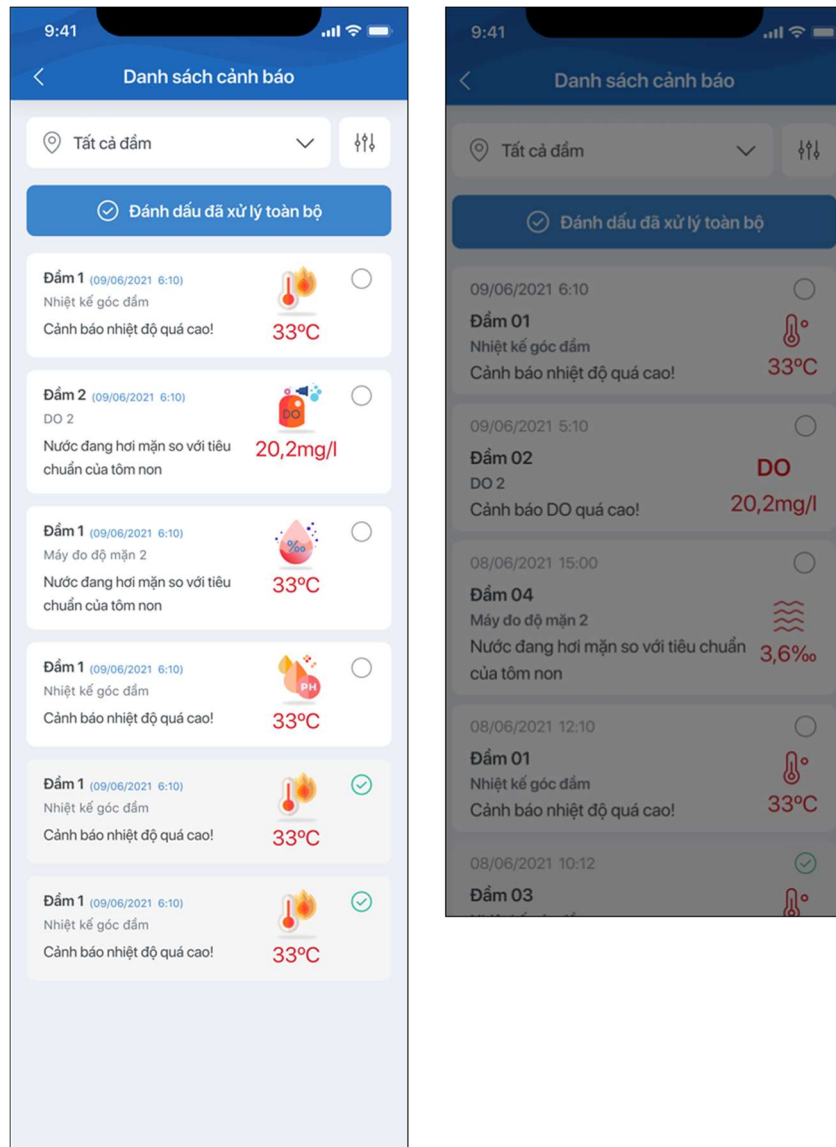 9:41
Danh sách cảnh báo
Tất cả đầm
Đánh dấu đã xử lý toàn bộ
Đầm 1 (09/06/2021 6:10)
Nhiệt kế góc đầm
Cảnh báo nhiệt độ quá cao!
33ºC
Đầm 2 (09/06/2021 6:10)
DO 2
Nước đang hơi mặn so với tiêu
chuẩn của tôm non
DO
20,2mg/l
Đầm 1 (09/06/2021 6:10)
Máy đo độ mặn 2
Nước đang hơi mặn so với tiêu
chuẩn của tôm non
‰
33ºC
Đầm 1 (09/06/2021 6:10)
Nhiệt kế góc đầm
Cảnh báo nhiệt độ quá cao!
PH
33ºC
Đầm 1 (09/06/2021 6:10)
Nhiệt kế góc đầm
Cảnh báo nhiệt độ quá cao!
33ºC
Đầm 1 (09/06/2021 6:10)
Nhiệt kế góc đầm
Cảnh báo nhiệt độ quá cao!
33ºC
9:41
Danh sách cảnh báo
Tất cả đầm
Đánh dấu đã xử lý toàn bộ
09/06/2021 6:10
Đầm 01
Nhiệt kế góc đầm
Cảnh báo nhiệt độ quá cao!
33ºC
09/06/2021 5:10
Đầm 02
DO 2
Cảnh báo DO quá cao!
DO
20,2mg/l
08/06/2021 15:00
Đầm 04
Máy đo độ mặn 2
Nước đang hơi mặn so với tiêu chuẩn
của tôm non
3,6‰
08/06/2021 12:10
Đầm 01
Nhiệt kế góc đầm
Cảnh báo nhiệt độ quá cao!
33ºC
08/06/2021 10:12
Đầm 03